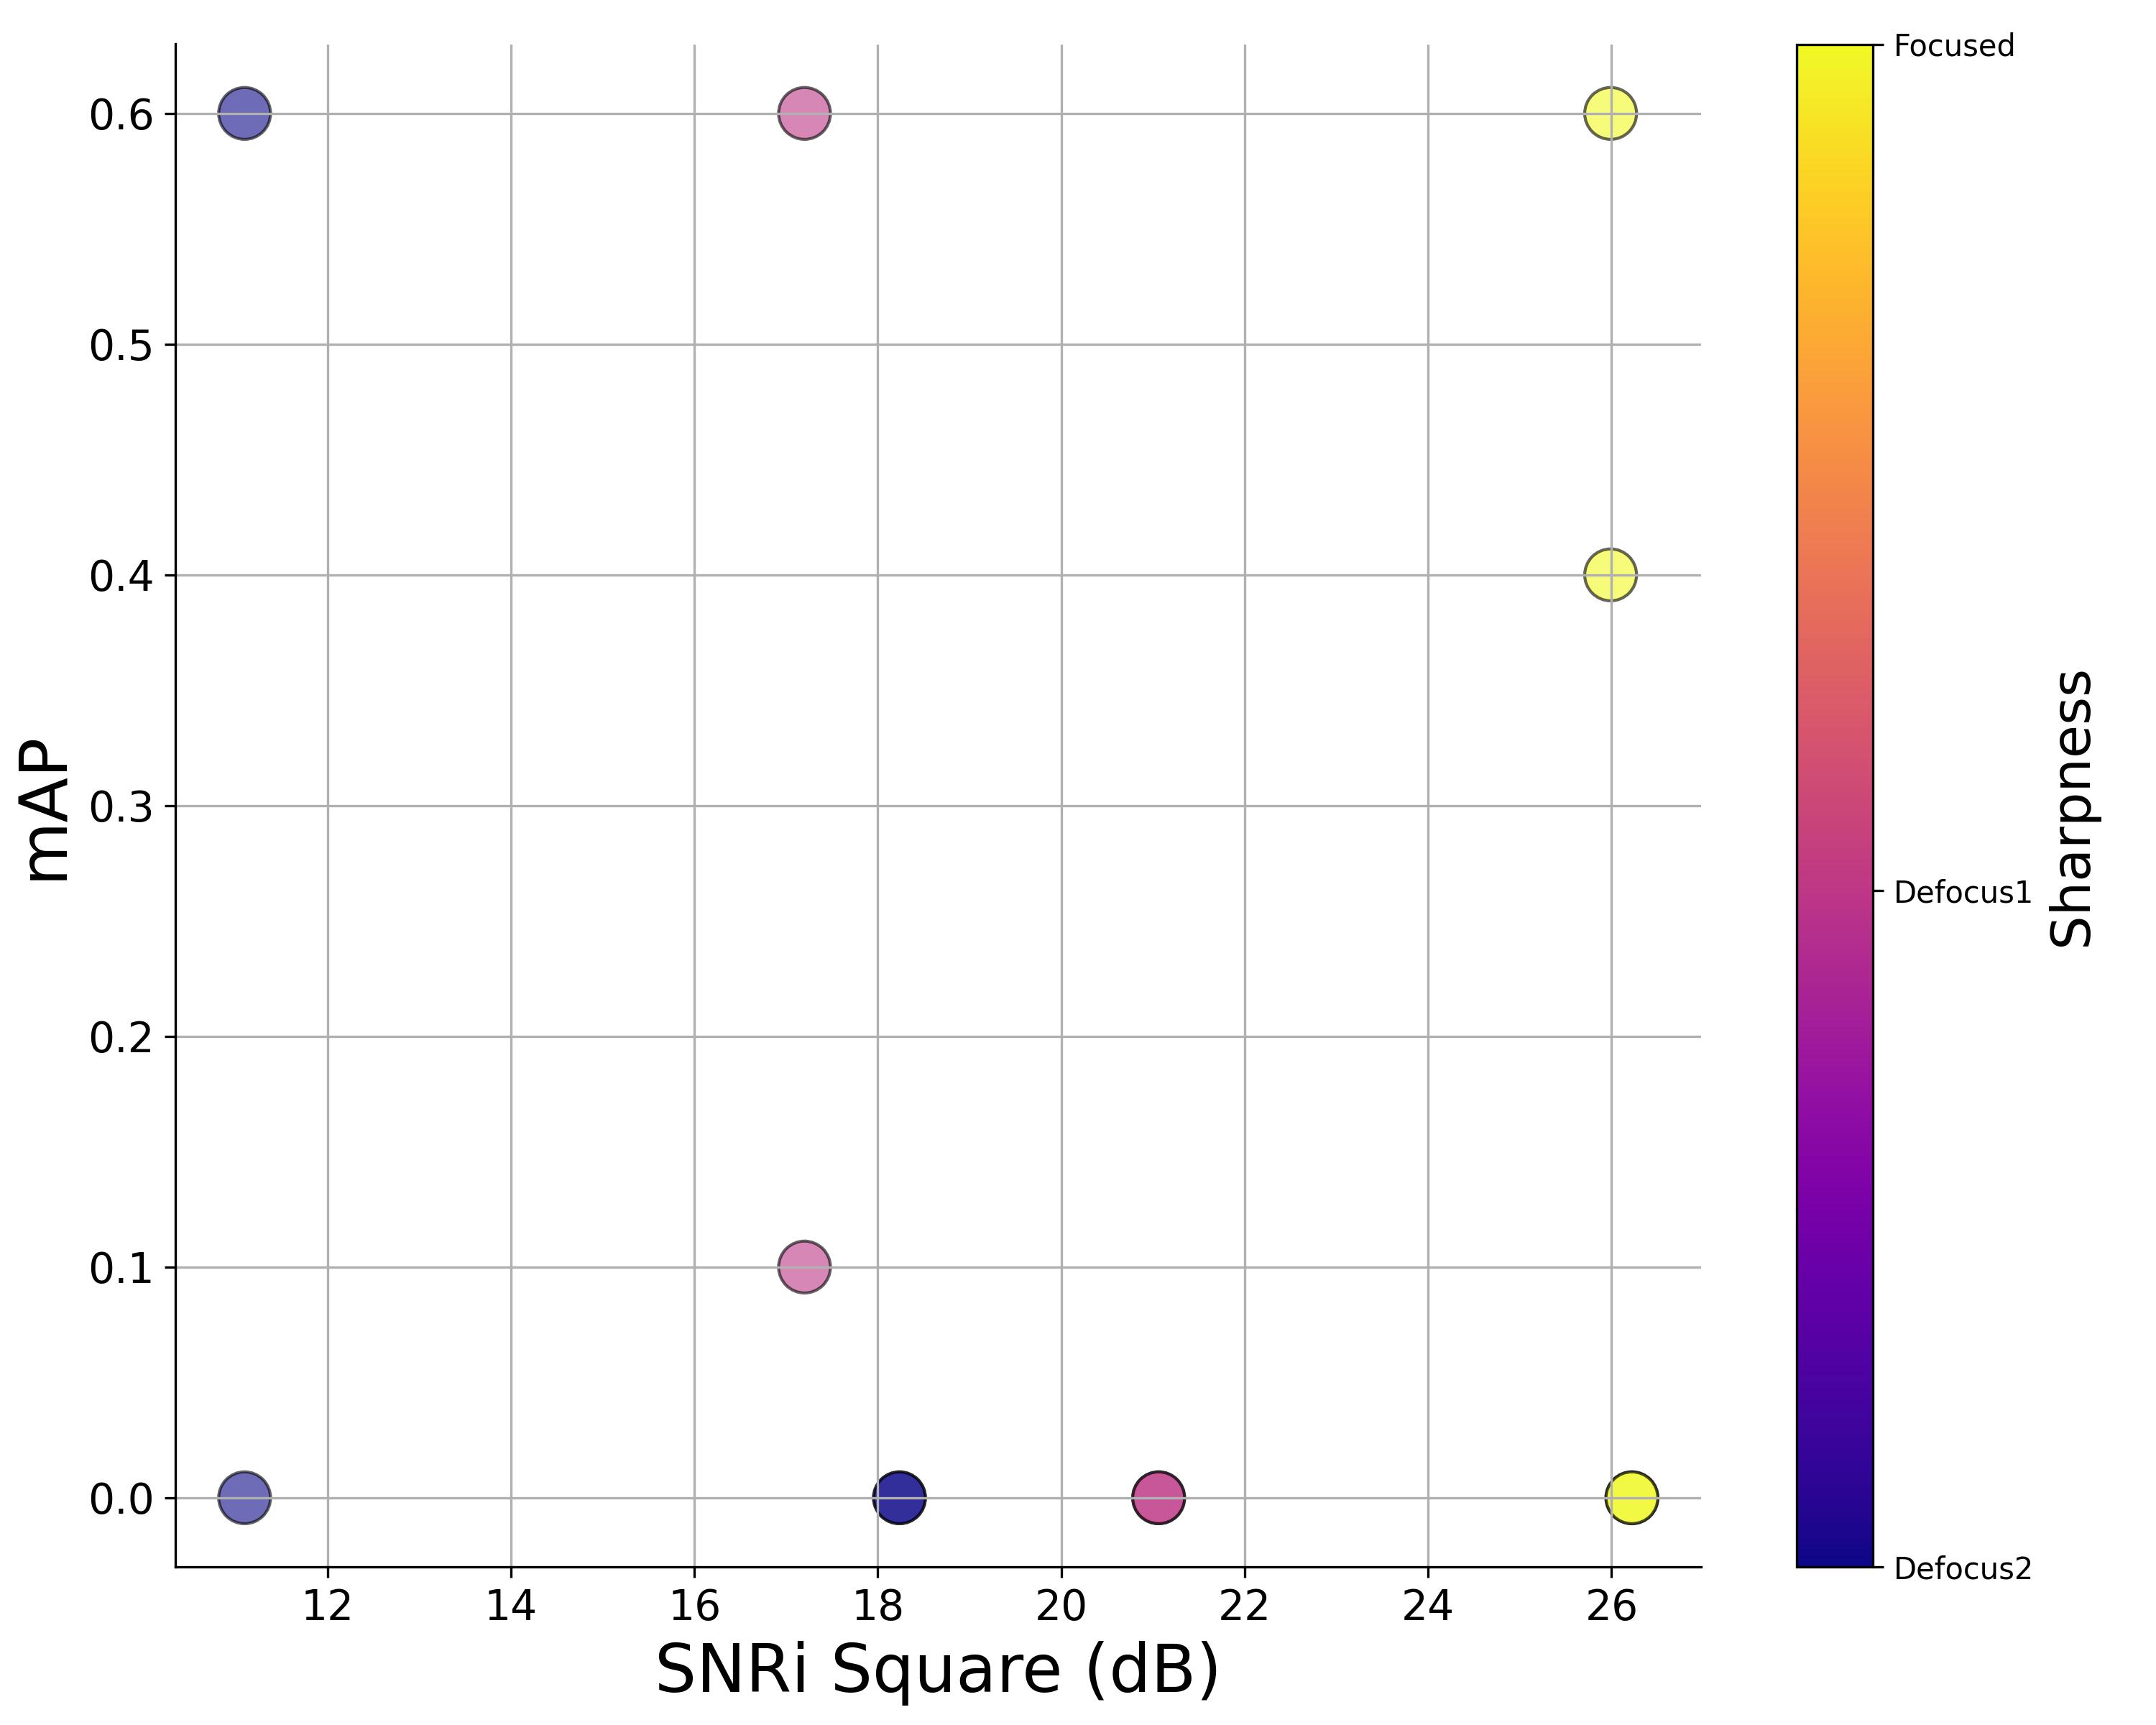 mAP
0.6
0.5
0.4
0.3
0.2
0.1
0.0
12 14 16 18 20 22 24 26
SNRi Square (dB)
Focused
Defocus1
Defocus2
Sharpness